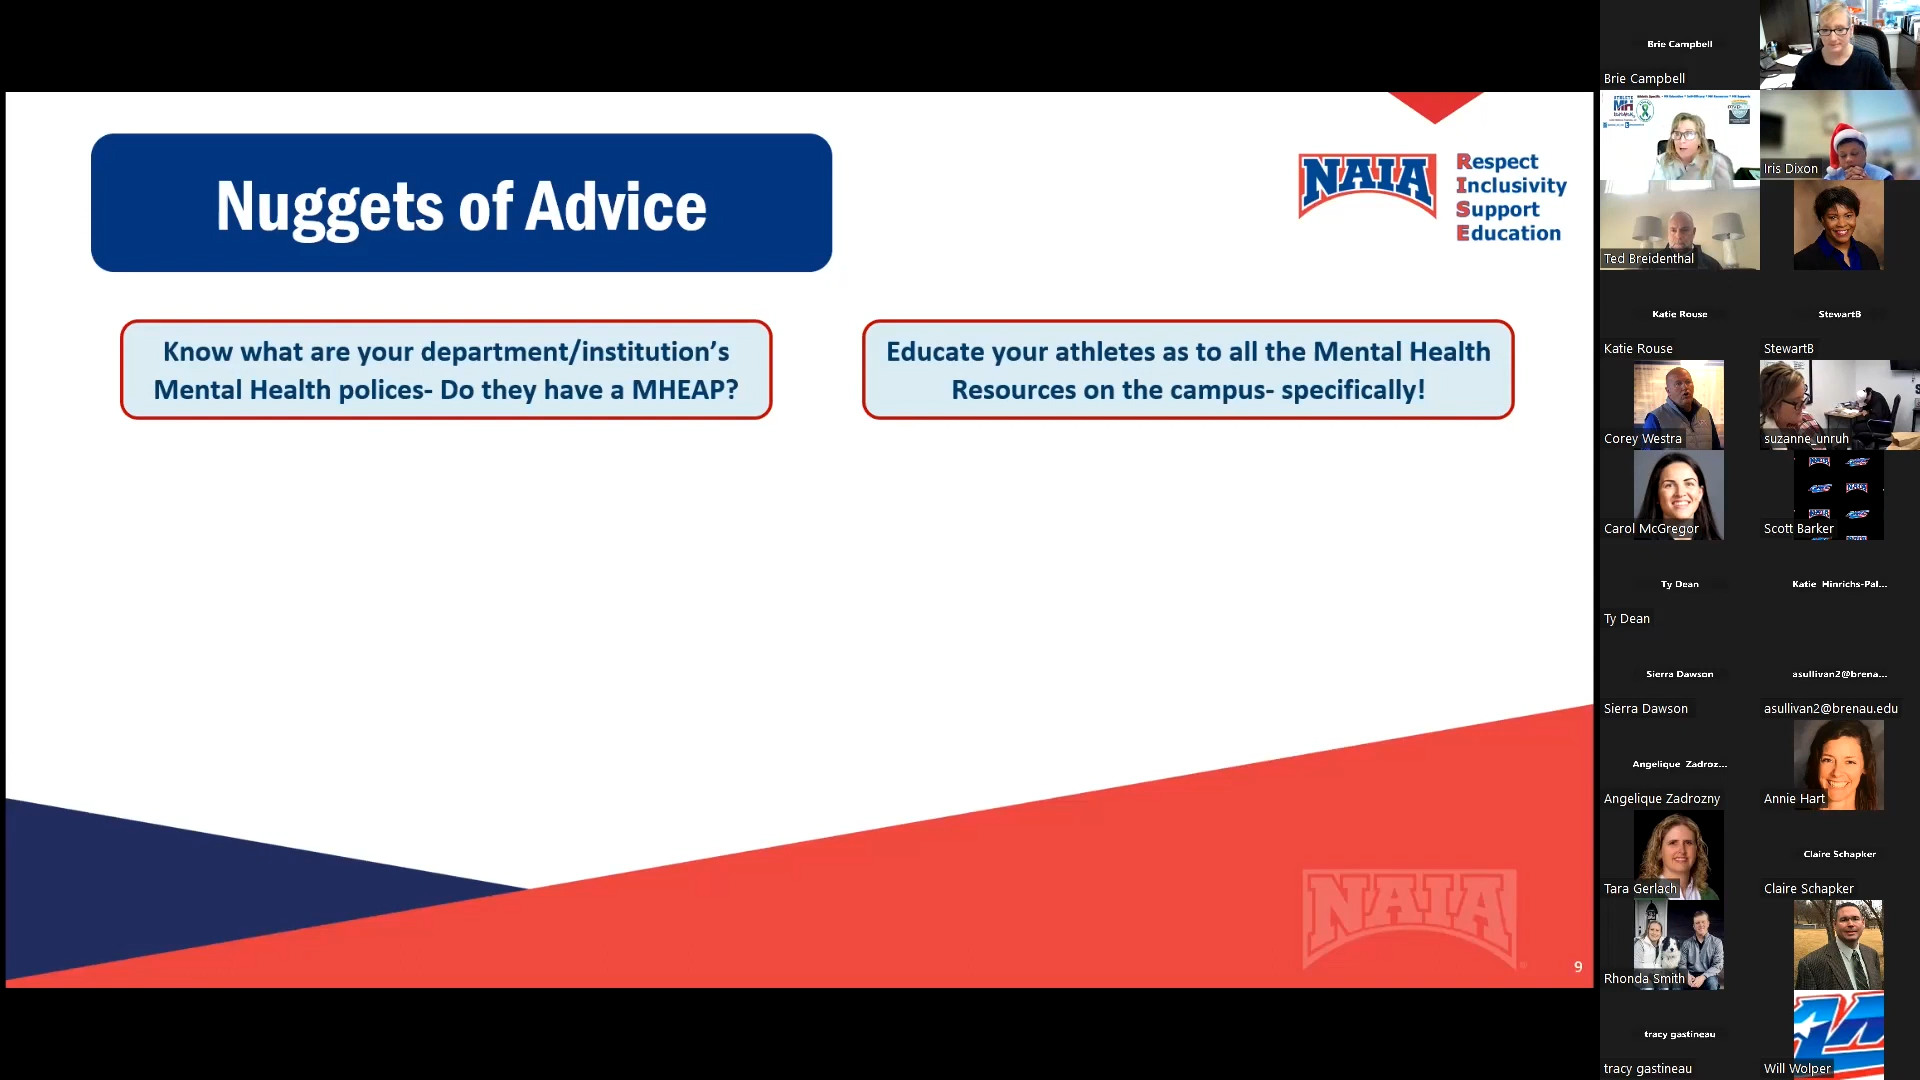 Nuggets of Advice
NAIA
Respect
Inclusivity
Support
Education
Know what are your department/institution's
Mental Health polices- Do they have a MHEAP?
Educate your athletes as to all the Mental Health
Resources on the campus- specifically!
NAIA
9
Brie Campbell
Brie Campbell
MH
Iris Dixon
Ted Breidenthal
Katie Rouse
Katie Rouse
StewartB
StewartB
Corey Westra
suzanne_unruh
Carol McGregor
NAIA
NAIA
NAIA
Scott Barker
Ty Dean
Ty Dean
Katie Hinrichs-Pal...
Sierra Dawson
Sierra Dawson
asullivan2@brena...
asullivan2@brenau.edu
Angelique Zadroz...
Angelique Zadrozny
Annie Hart
Tara Gerlach
Claire Schapker
Claire Schapker
Rhonda Smith
tracy gastineau
tracy gastineau
Will Wolper